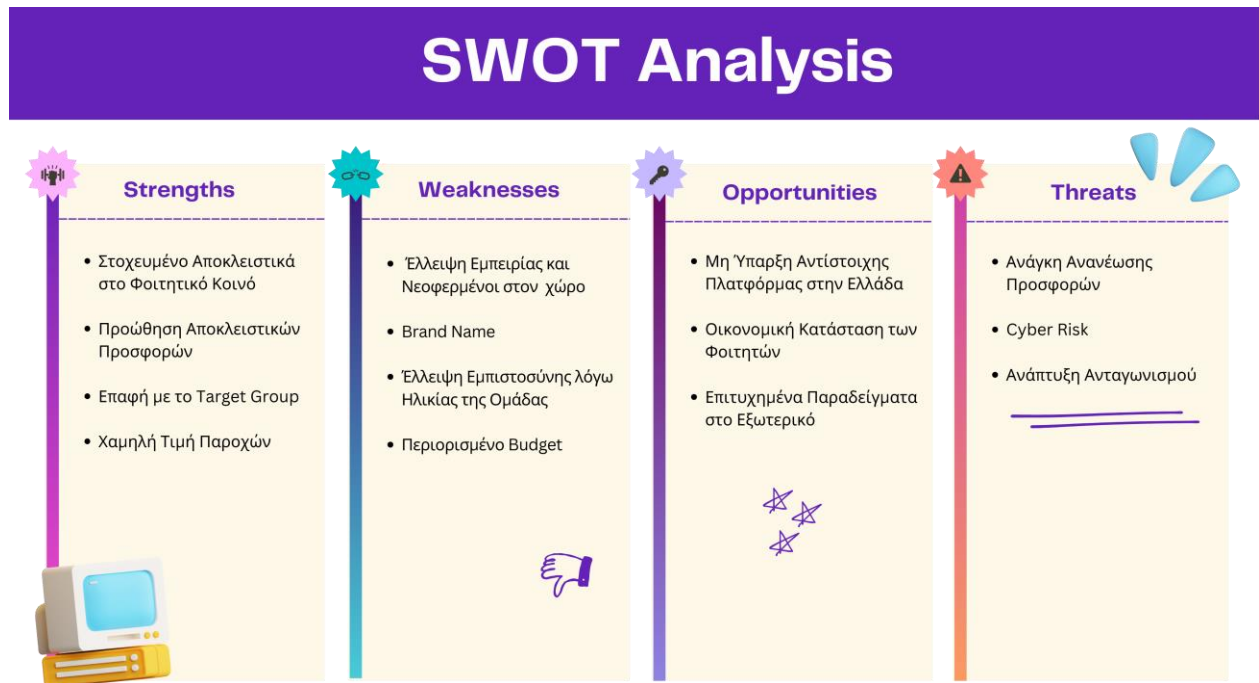 SWOT Analysis
Strengths
• Στοχευμένο Αποκλειστικά
στο Φοιτητικό Κοινό
• Προώθηση Αποκλειστικών
Προσφορών
• Επαφή με το Target Group
• Χαμηλή Τιμή Παροχών
Weaknesses
• Έλλειψη Εμπειρίας και
Νεοφερμένοι στον χώρο
• Brand Name
• Έλλειψη Εμπιστοσύνης λόγω
Ηλικίας της Ομάδας
• Περιορισμένο Budget
Opportunities
• Μη Ύπαρξη Αντίστοιχης
Πλατφόρμας στην Ελλάδα
• Οικονομική Κατάσταση των
Φοιτητών
• Επιτυχημένα Παραδείγματα
στο Εξωτερικό
Threats
• Ανάγκη Ανανέωσης
Προσφορών
• Cyber Risk
• Ανάπτυξη Ανταγωνισμού